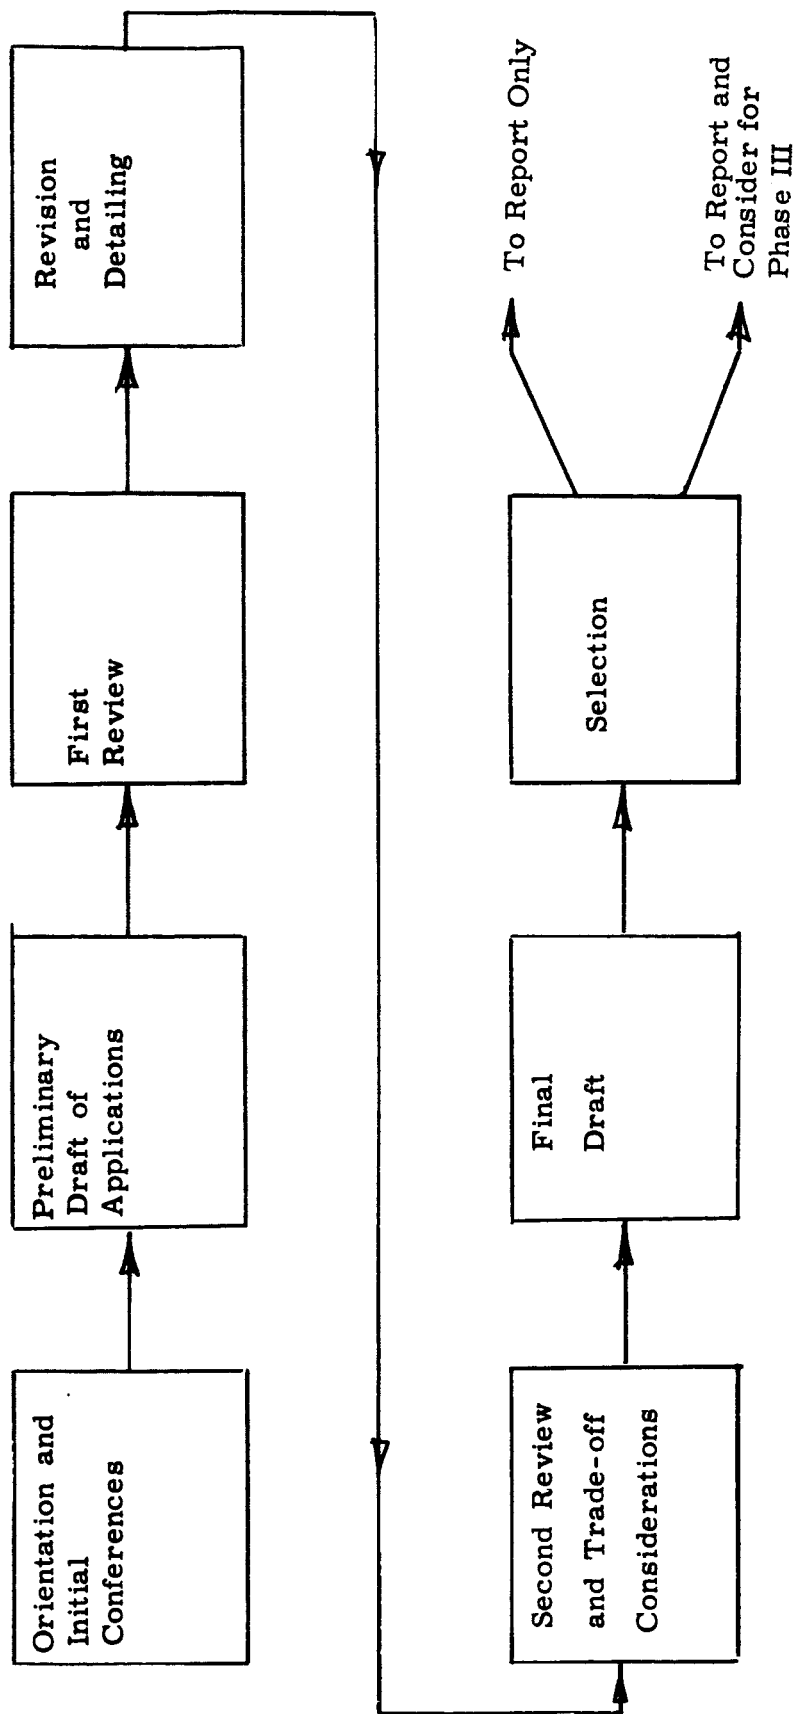 Orientation and
Initial
Conferences
Preliminary
Draft of
Applications
First
Review
Revision
and
Detailing
Second Review
and Trade-off
Considerations
Final
Draft
Selection
To Report Only
To Report and
Consider for
Phase III